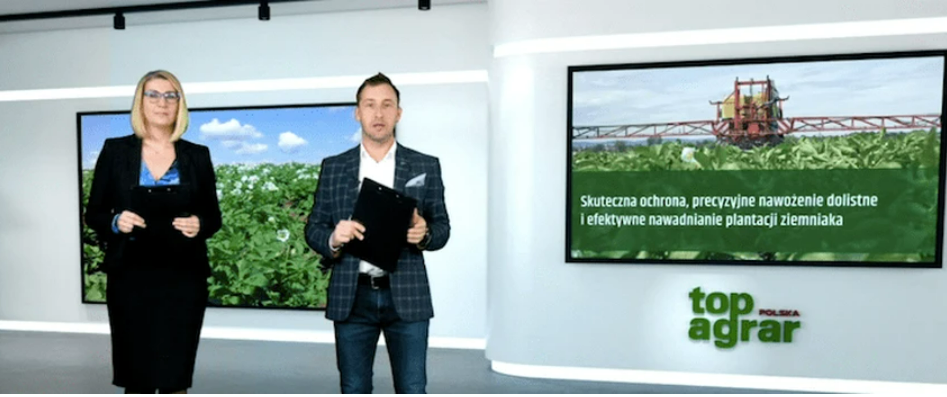 Skuteczna ochrona, precyzyjne nawożenie dolistne
i efektywne nawadnianie plantacji ziemniaka
top
POLSKA
agrar